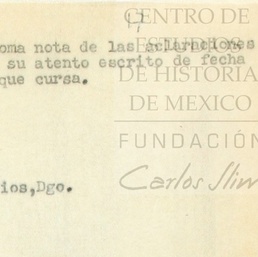 CENTRO DE
oma nota de las aclaraciones
ESTUDIOS
su atento escrito de fecha
DE HISTORIA
que cursa.
DE MEXICO
FUNDACIÓN
Carlos Slim
ios,Dgo.